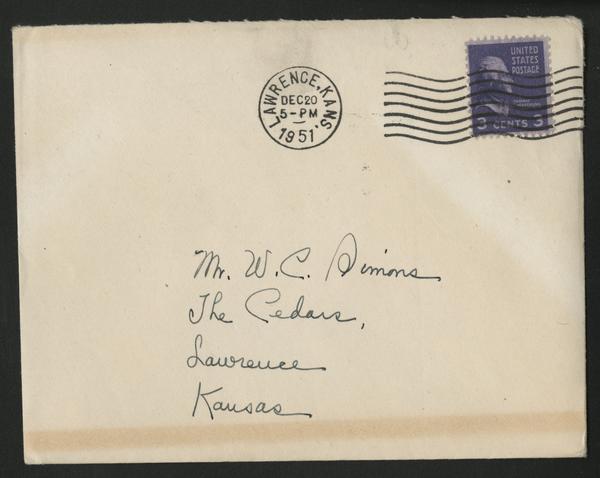 UNITED
STATES
POSTAGE
3 CENTS 3
LAWRENCE, KANS.
DEC 20
5-PM
1951
Mr. W. C. Simons
The Cedars,
Lawrence
Kansas